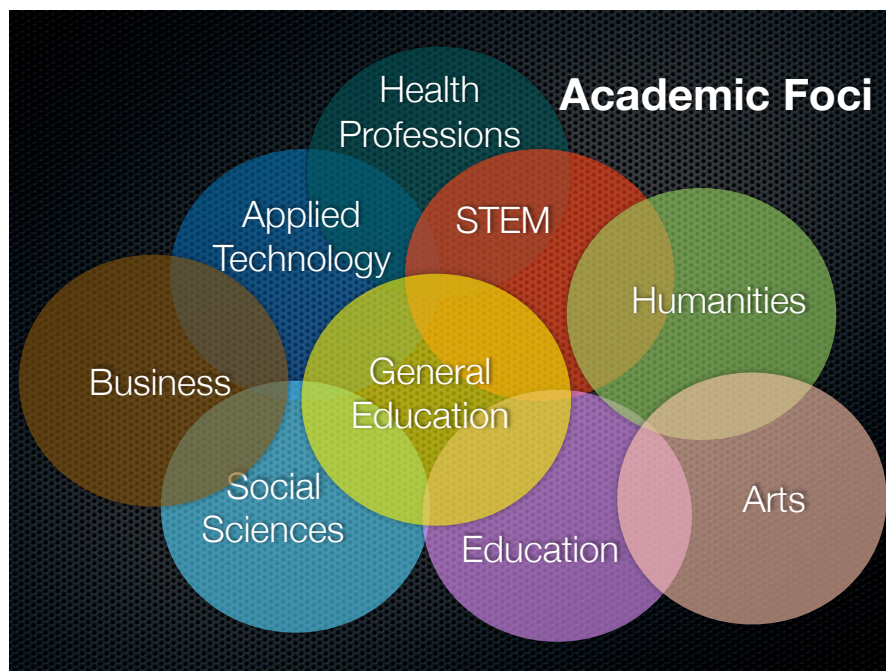 Academic Foci
Health
Professions
Applied
Technology
STEM
Humanities
Business
General
Education
Social
Sciences
Education
Arts